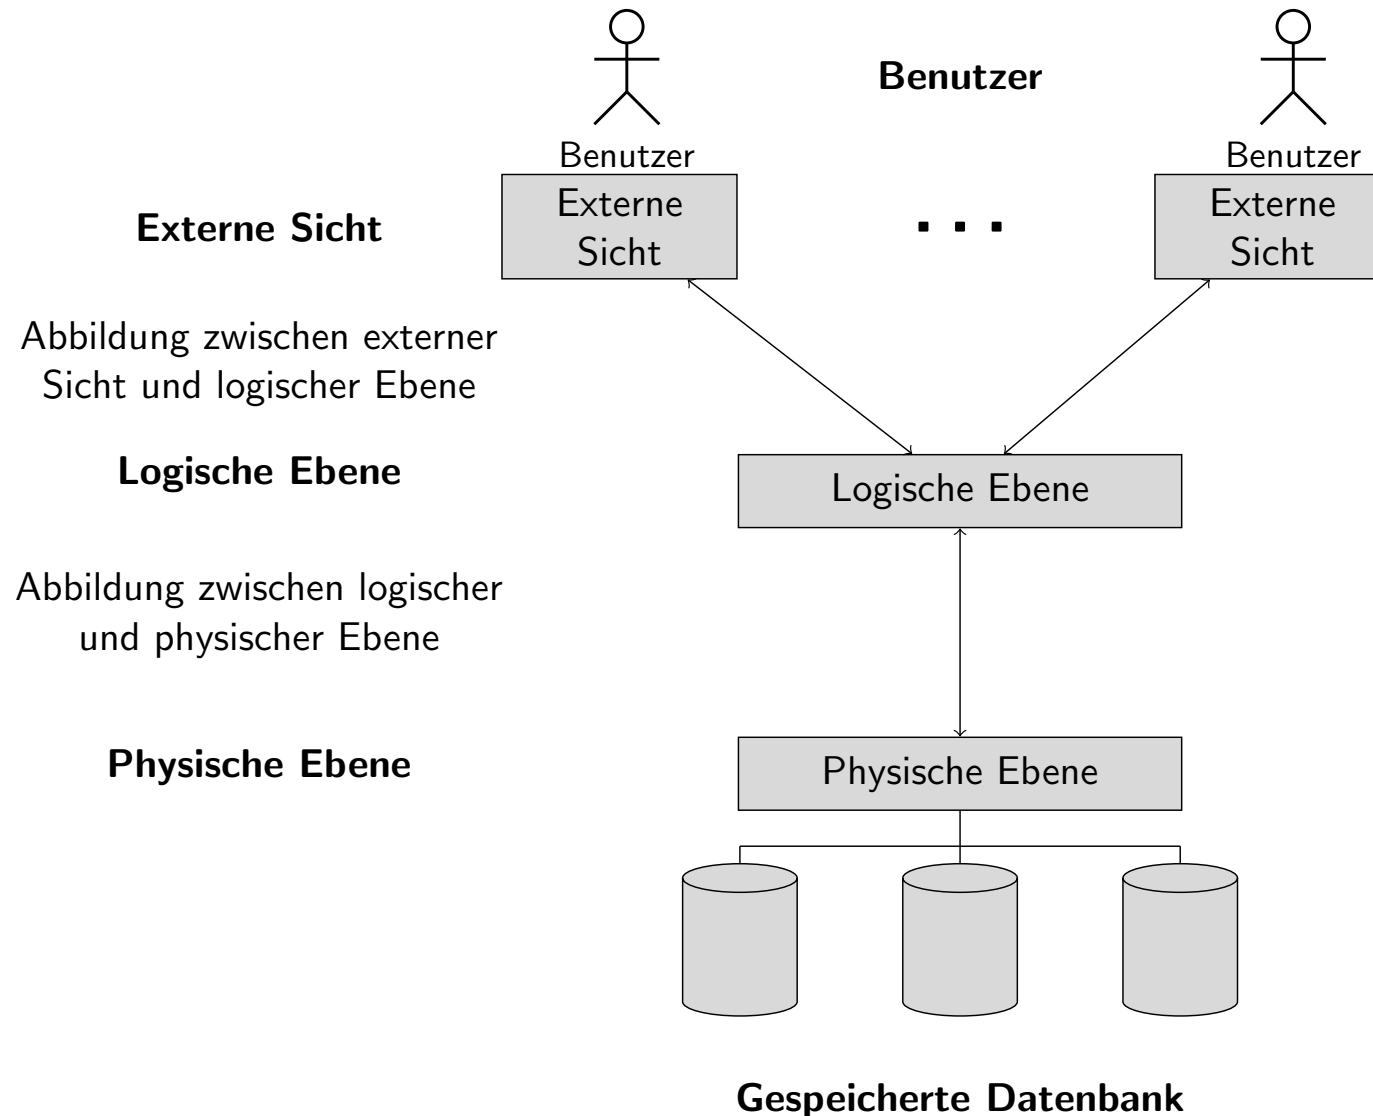 Benutzer
Benutzer
Benutzer
Externe Sicht
Externe
Sicht
. . .
Externe
Sicht
Abbildung zwischen externer
Sicht und logischer Ebene
Logische Ebene
Logische Ebene
Abbildung zwischen logischer
und physischer Ebene
Physische Ebene
Physische Ebene
Gespeicherte Datenbank